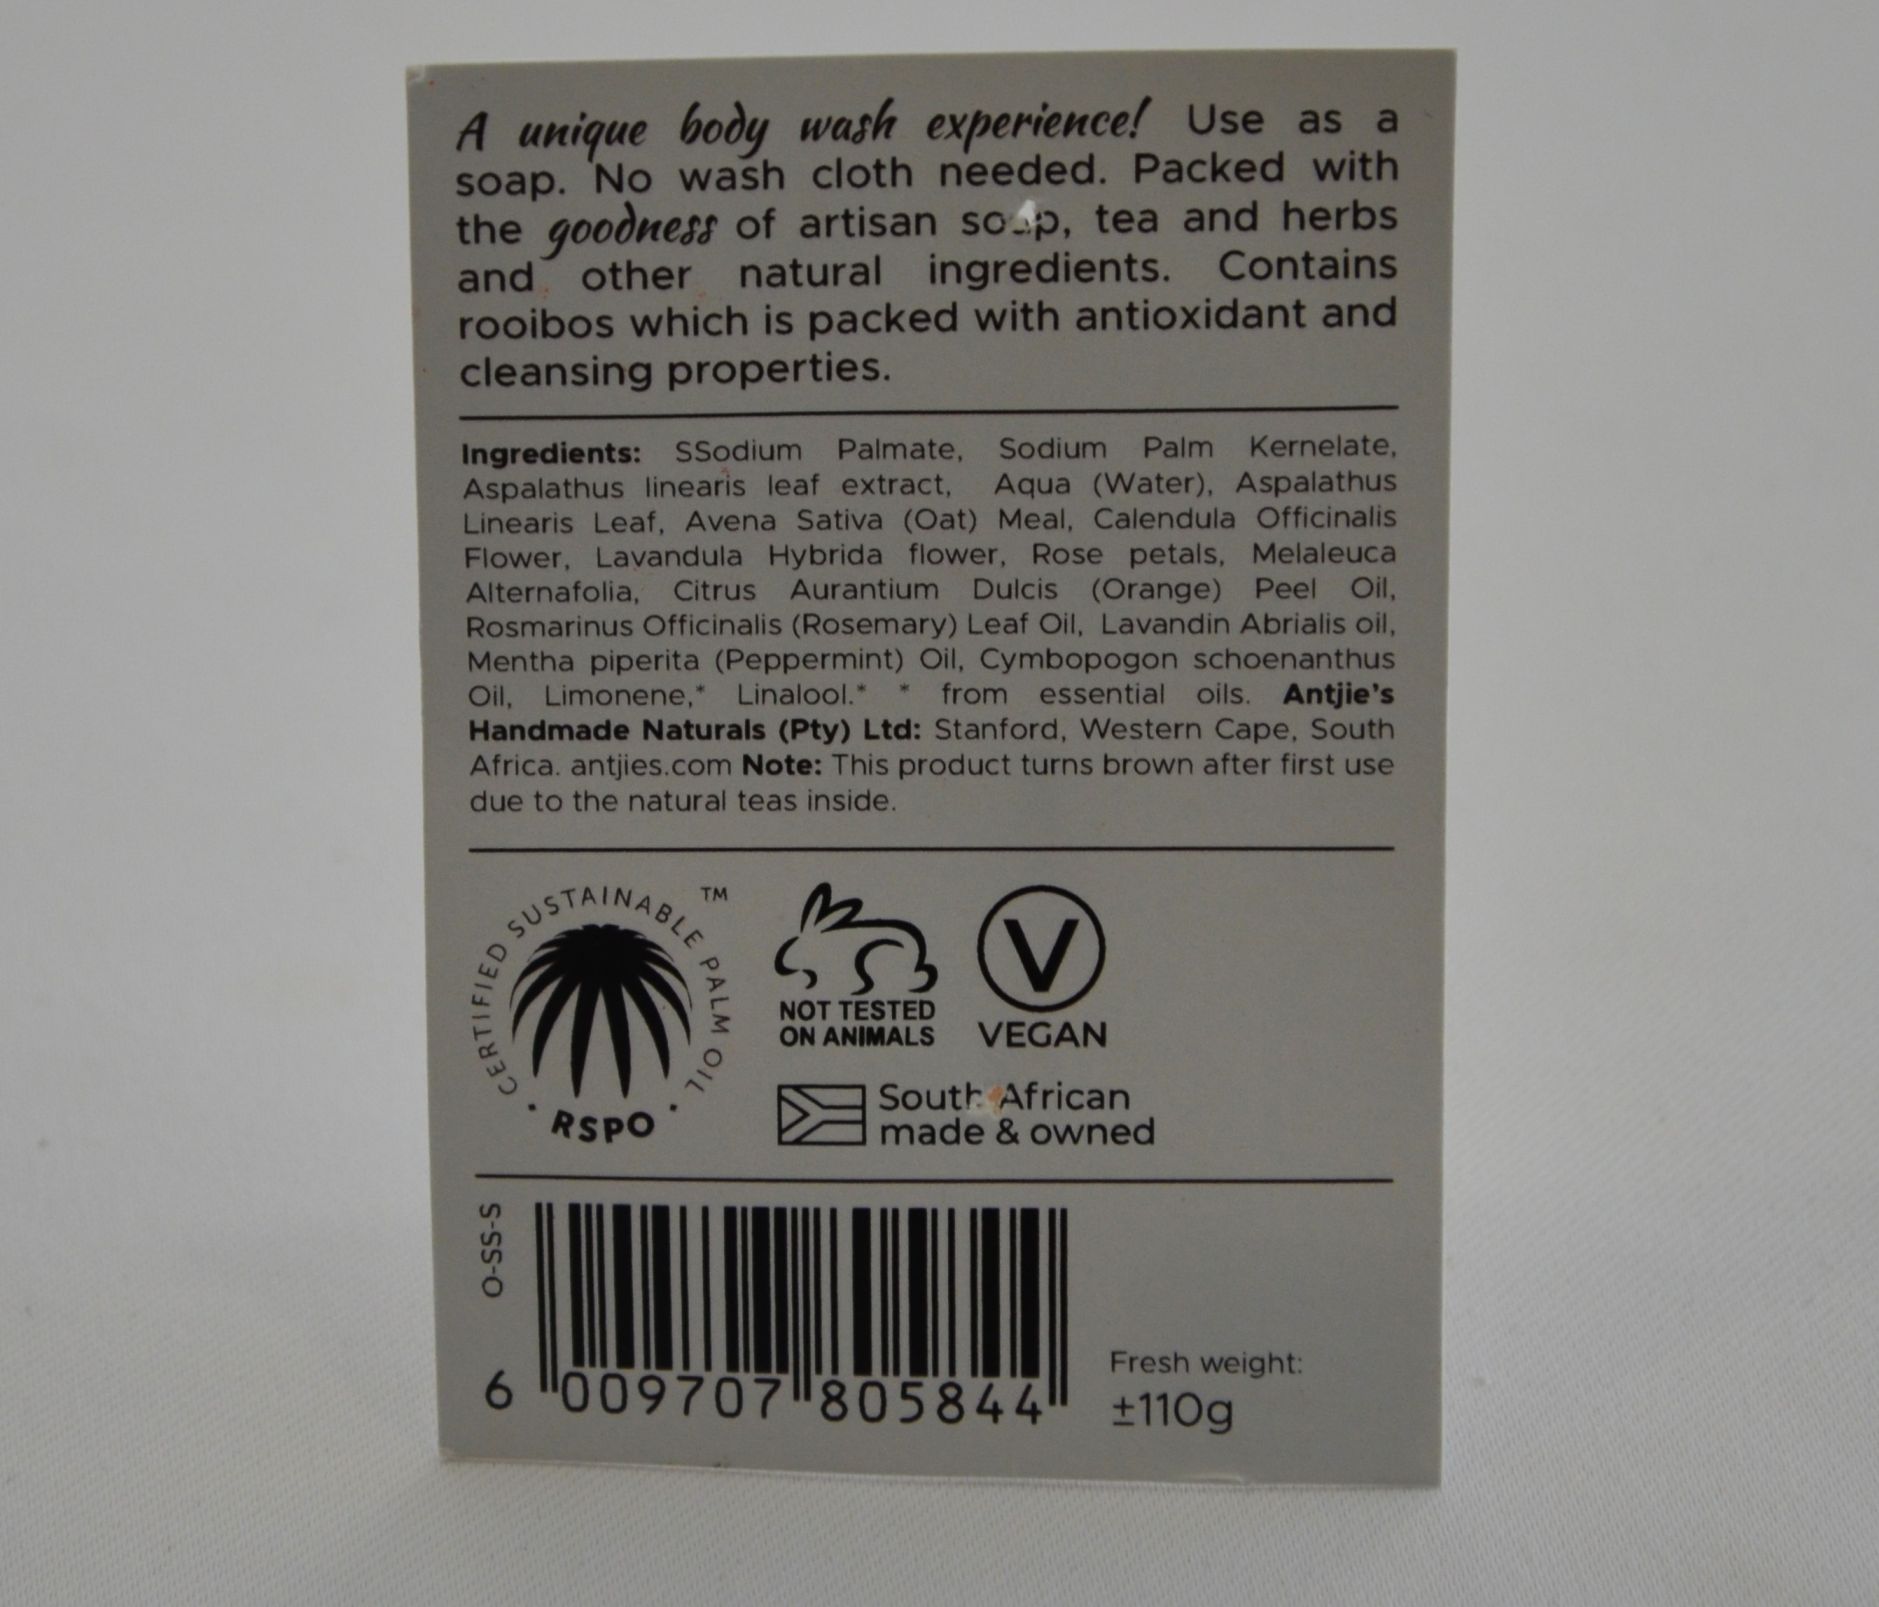 A unique body wash experience! Use as a
soap. No wash cloth needed. Packed with
the goodness of artisan soap, tea and herbs
and other natural ingredients. Contains
rooibos which is packed with antioxidant and
cleansing properties.
Ingredients: SSodium Palmate, Sodium Palm Kernelate,
Aspalathus linearis leaf extract, Aqua (Water), Aspalathus
Linearis Leaf, Avena Sativa (Oat) Meal, Calendula Officinalis
Flower, Lavandula Hybrida flower, Rose petals, Melaleuca
Alternafolia, Citrus Aurantium Dulcis (Orange) Peel Oil,
Rosmarinus Officinalis (Rosemary) Leaf Oil, Lavandin Abrialis oil,
Mentha piperita (Peppermint) Oil, Cymbopogon schoenanthus
Oil, Limonene,* Linalool.* * from essential oils. Antjie's
Handmade Naturals (Pty) Ltd: Stanford, Western Cape, South
Africa. antjies.com Note: This product turns brown after first use
due to the natural teas inside.
CERTIFIED SUSTAINABLE PALM OIL TM
· RSPO ·
NOT TESTED
ON ANIMALS
V
VEGAN
South African
made & owned
O-SS-S
6 009707 805844
Fresh weight:
±110g